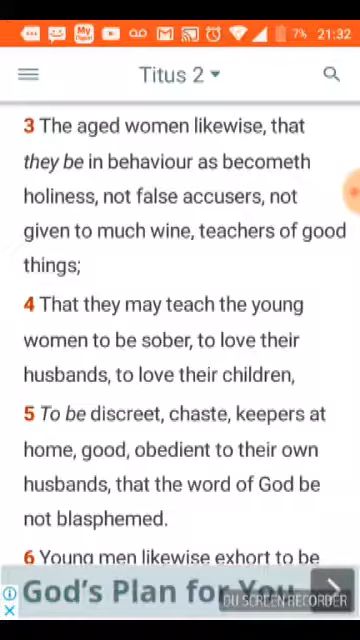 7% 21:32
Titus 2
3 The aged women likewise, that
they be in behaviour as becometh
holiness, not false accusers, not
given to much wine, teachers of good
things;
4 That they may teach the young
women to be sober, to love their
husbands, to love their children,
5 To be discreet, chaste, keepers at
home, good, obedient to their own
husbands, that the word of God be
not blasphemed.
6 Young men likewise exhort to be
God's Plan for You
DU SCREEN RECORDER